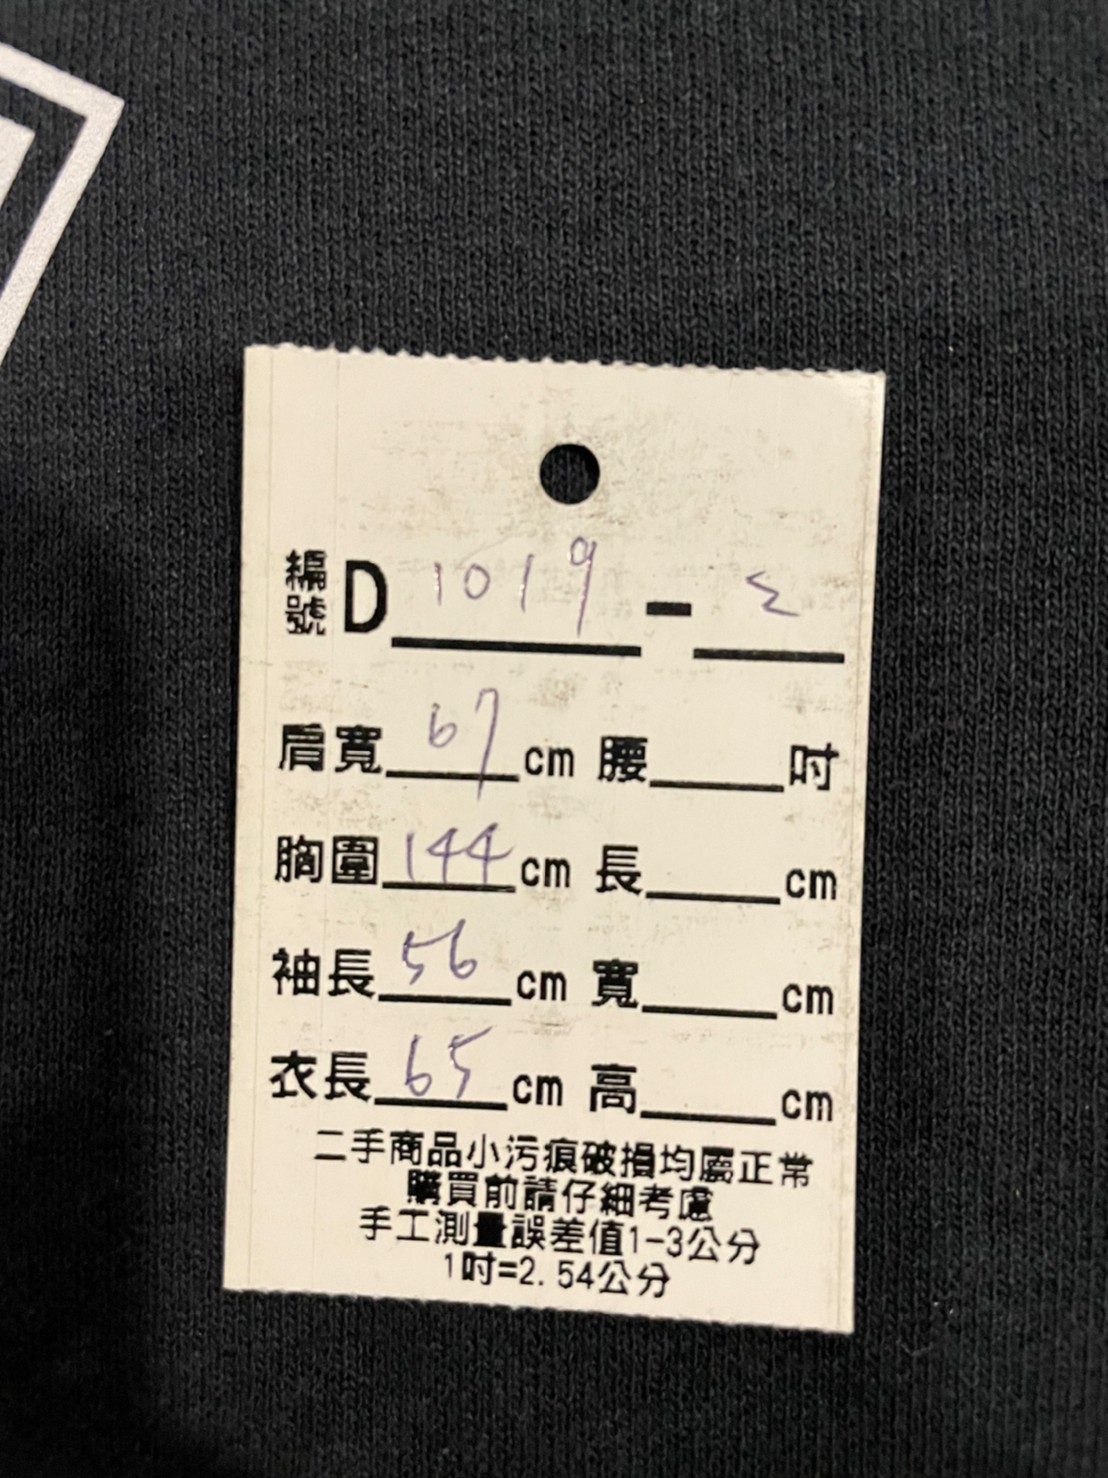 編號 D 1019 -
肩寬 67 cm 腰 吋
胸圍 144 cm 長 cm
袖長 56 cm 寬 cm
衣長 65 cm 高 cm
二手商品小污痕破損均屬正常
購買前請仔細考慮
手工測量誤差值1-3公分
1吋=2.54公分